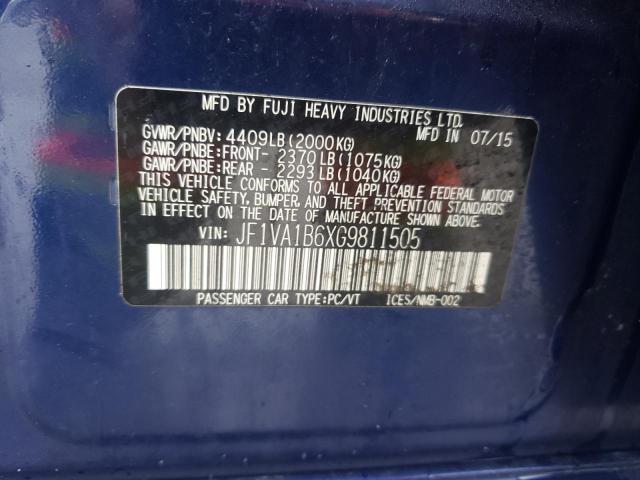 MFD BY FUJI HEAVY INDUSTRIES LTD.
MFD IN 07/15
GVWR/PNBV: 4409LB(2000KG)
GAWR/PNBE:FRONT- 2370LB(1075KG)
GAWR/PNBE:REAR - 2293LB(1040KG)
THIS VEHICLE CONFORMS TO ALL APPLICABLE FEDERAL MOTOR
VEHICLE SAFETY, BUMPER, AND THEFT PREVENTION STANDARDS
IN EFFECT ON THE DATE OF MANUFACTURE SHOWN ABOVE.
VIN: JF1VA1B6XG9811505
PASSENGER CAR TYPE:PC/VT ICES/NMB-002